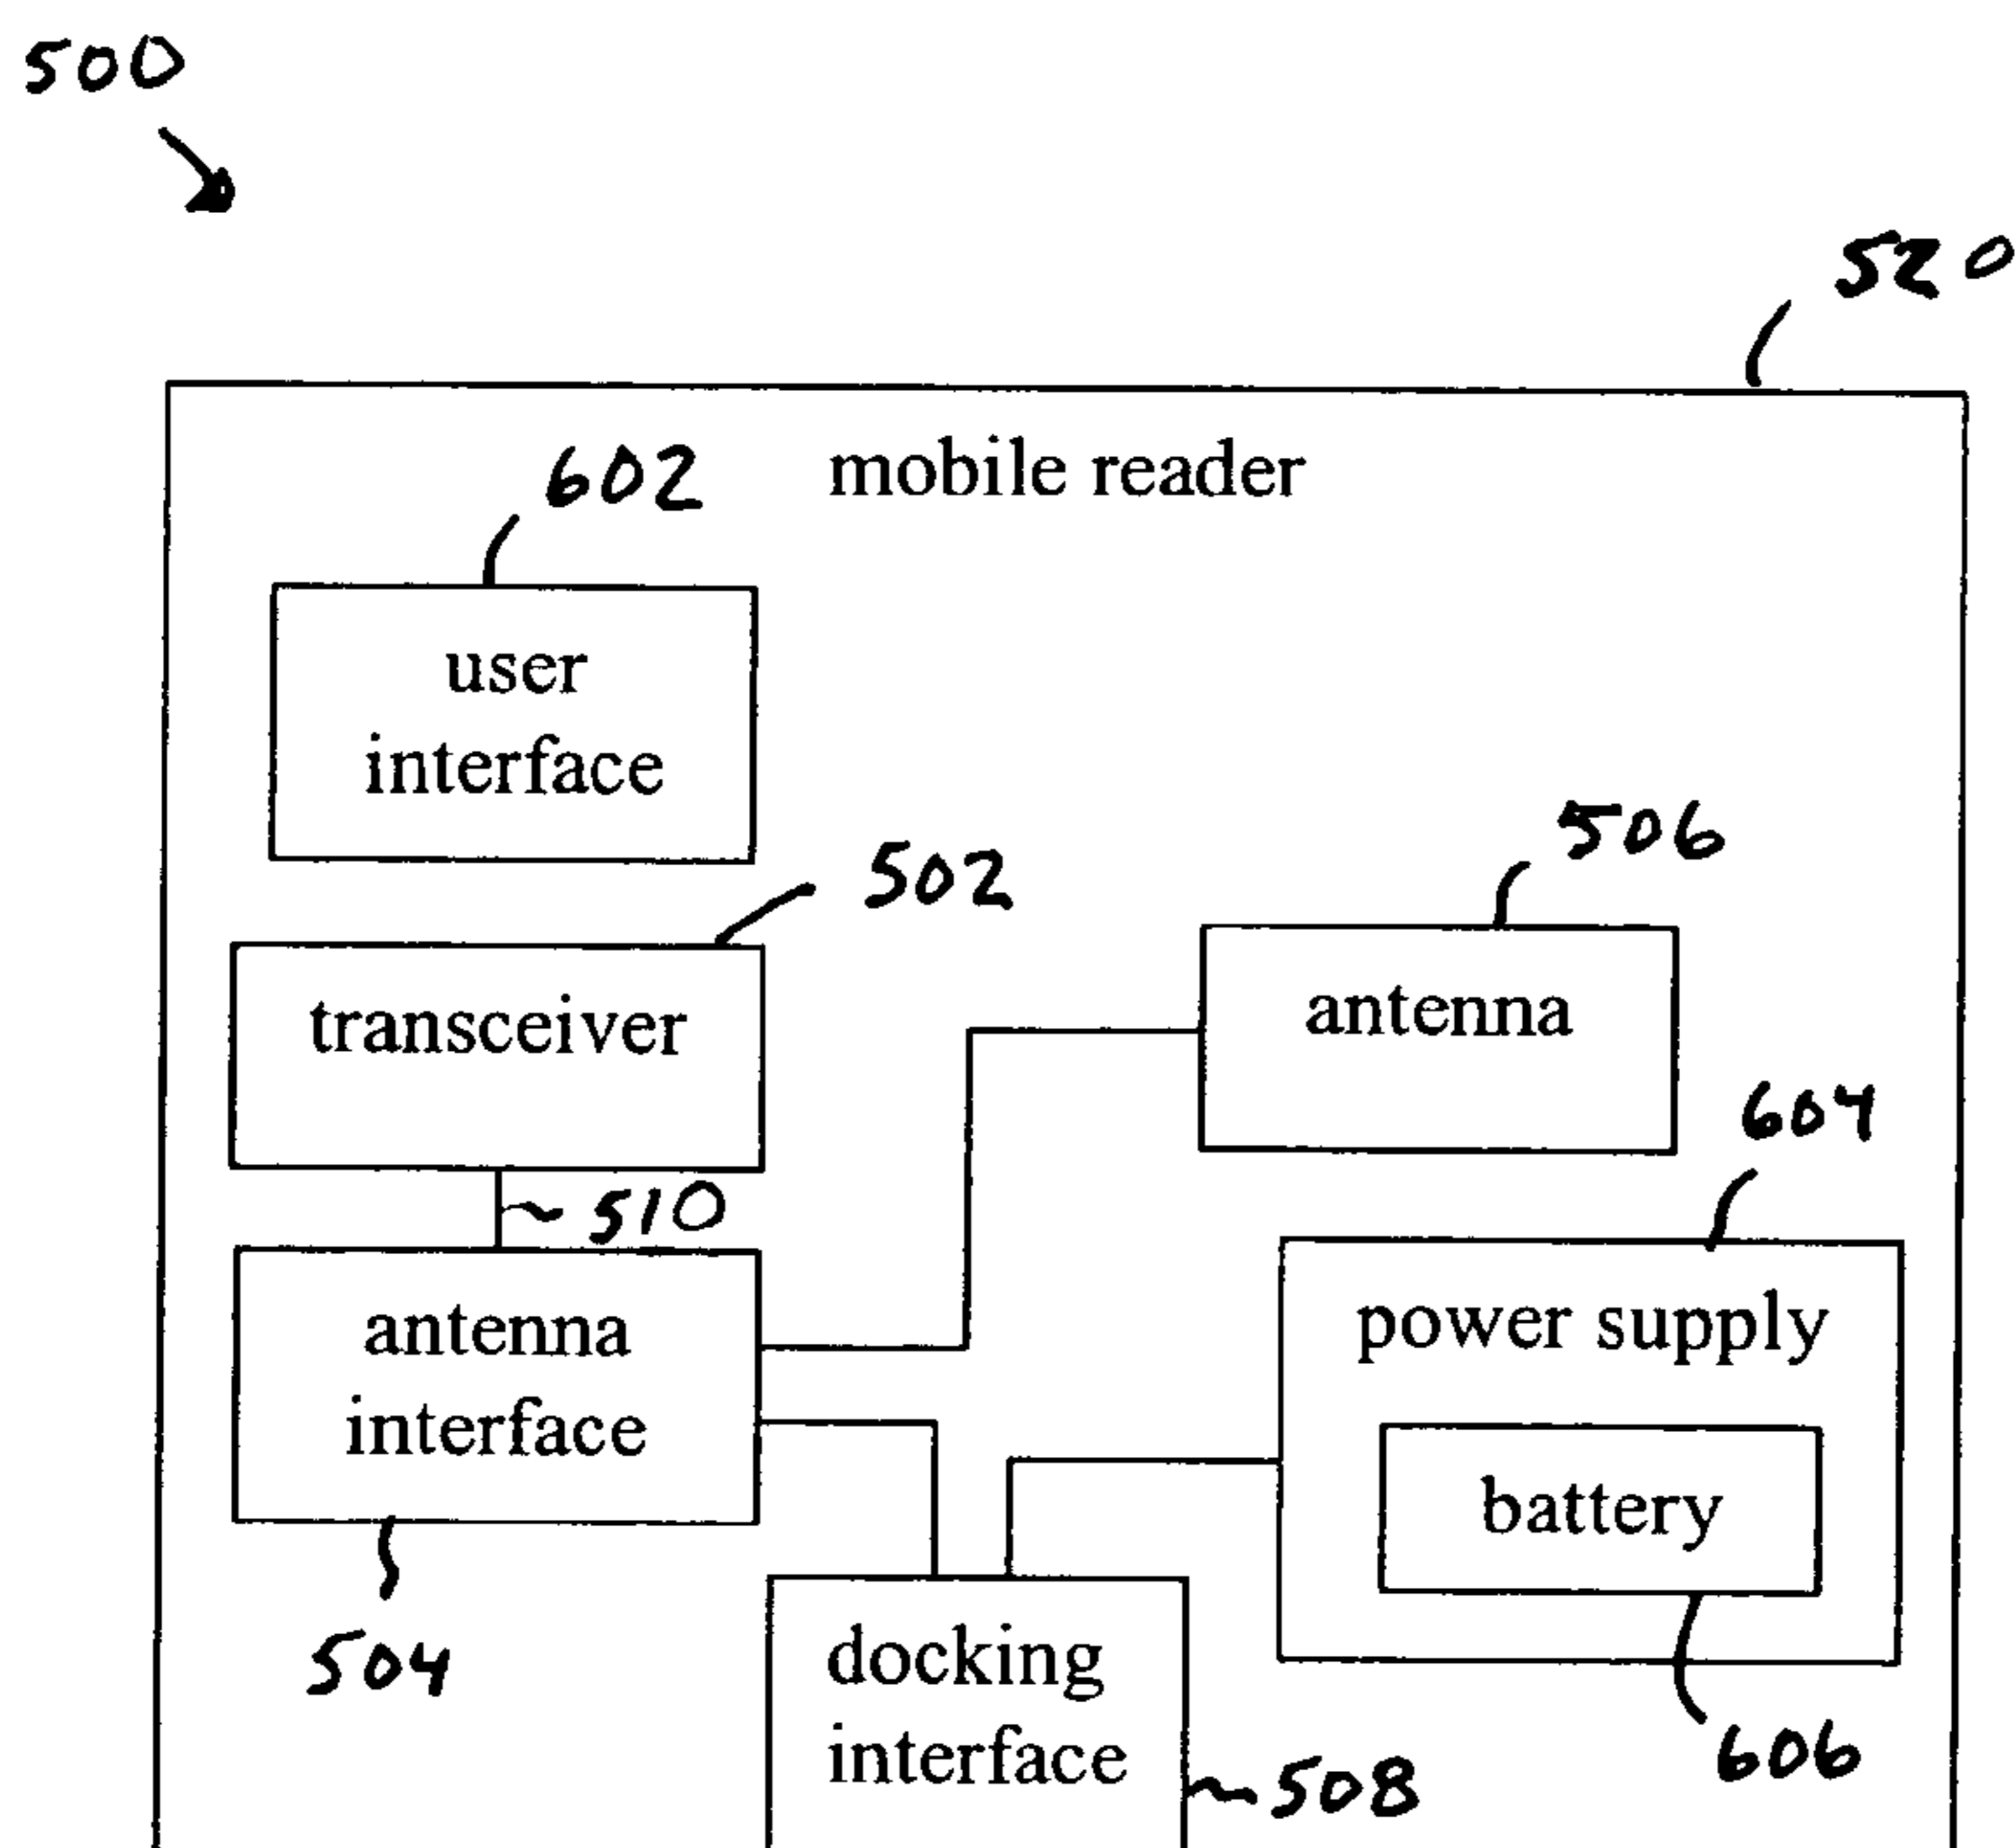 500
520
mobile reader
602
user
interface
502
506
transceiver
antenna
604
510
antenna
interface
power supply
battery
504
docking
interface
606
508